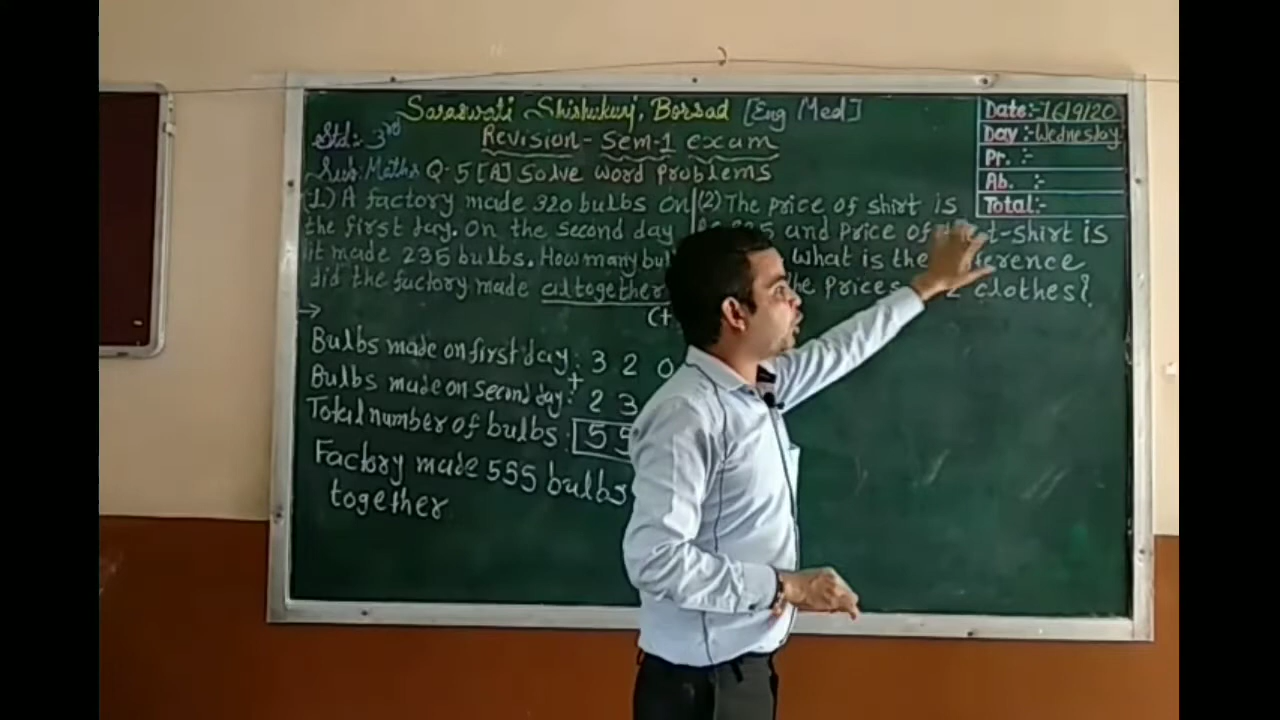 Saraswati Shishukunj, Borsad [Eng Med]
Std:- 3rd
Revision- Sem-1 exam
Sub: Maths Q-5 [A] Solve word Problems
Date:- 16/9/20
Day:- Wednesday
Pr. :-
Ab. :-
Total:-
(1) A factory made 320 bulbs on
the first day. On the second day
it made 235 bulbs. How many
did the factory made altogether
(+
→
Bulbs made on first day: 3 2 0
+
Bulbs made on second day: 2 3
Total number of bulbs: 5 5
Factory made 555 bulbs
together
(2) The price of shirt is
and Price of t-shirt is
What is the
the Prices 2 clothes?